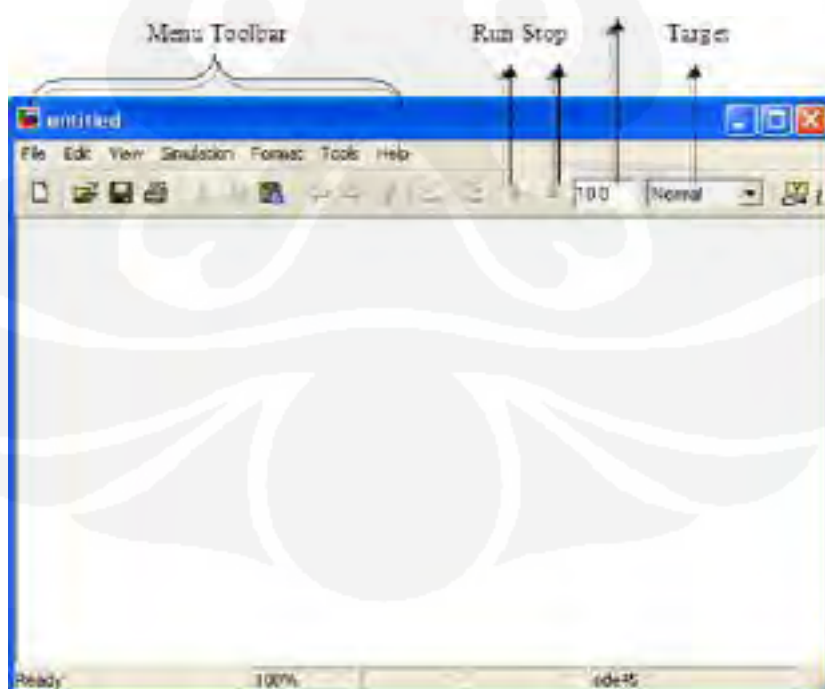 Menu Toolbar
Run Stop
Target
untitled
File Edit View Simulation Format Tools Help
10.0
Normal
Ready
100%
ode45